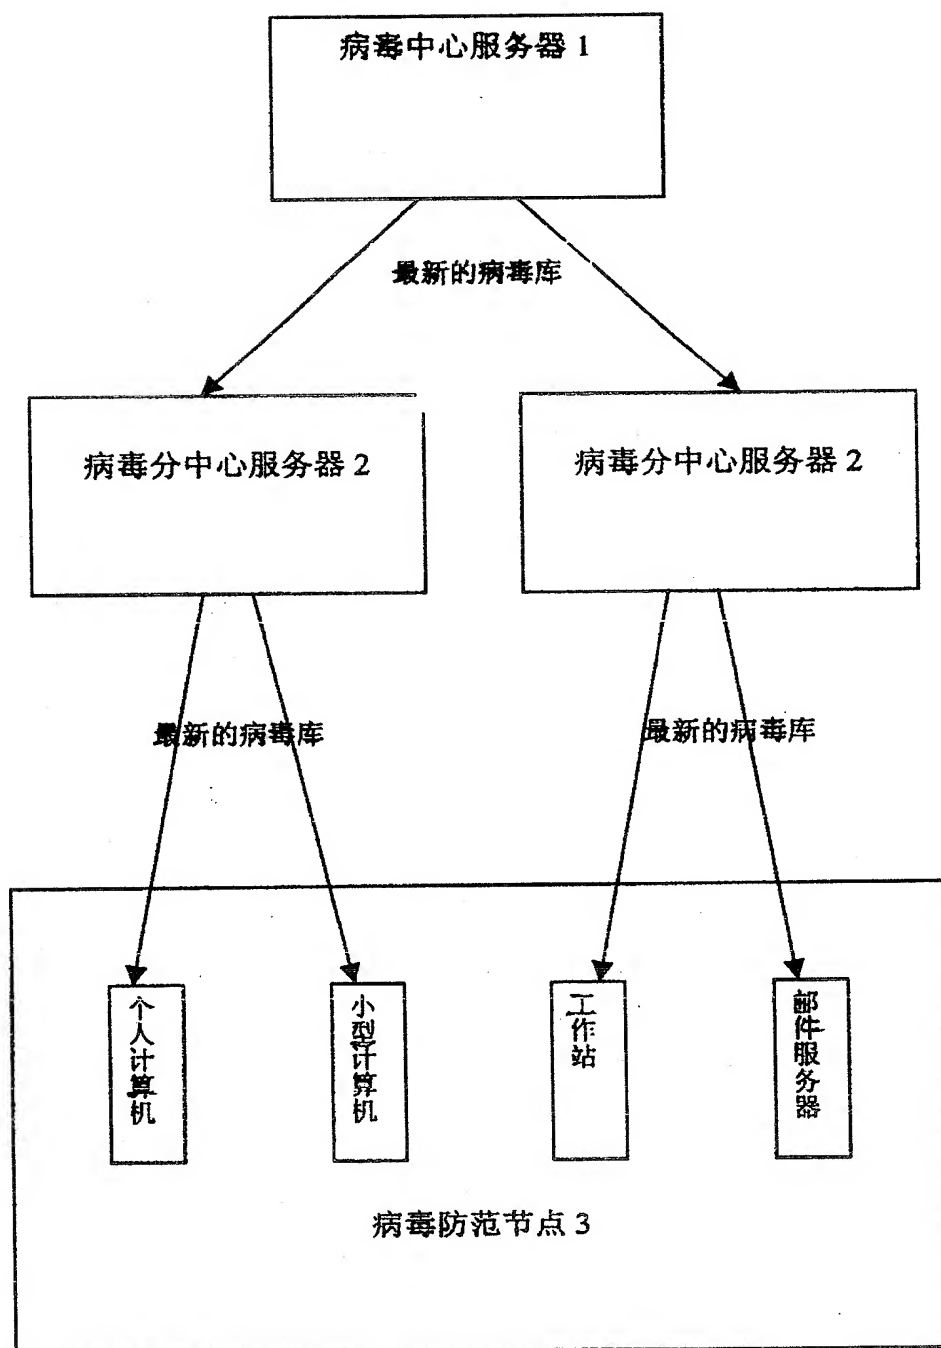 病毒中心服务器 1
最新的病毒库
病毒分中心服务器 2
病毒分中心服务器 2
最新的病毒库
最新的病毒库
个人计算机
小型计算机
工作站
邮件服务器
病毒防范节点 3